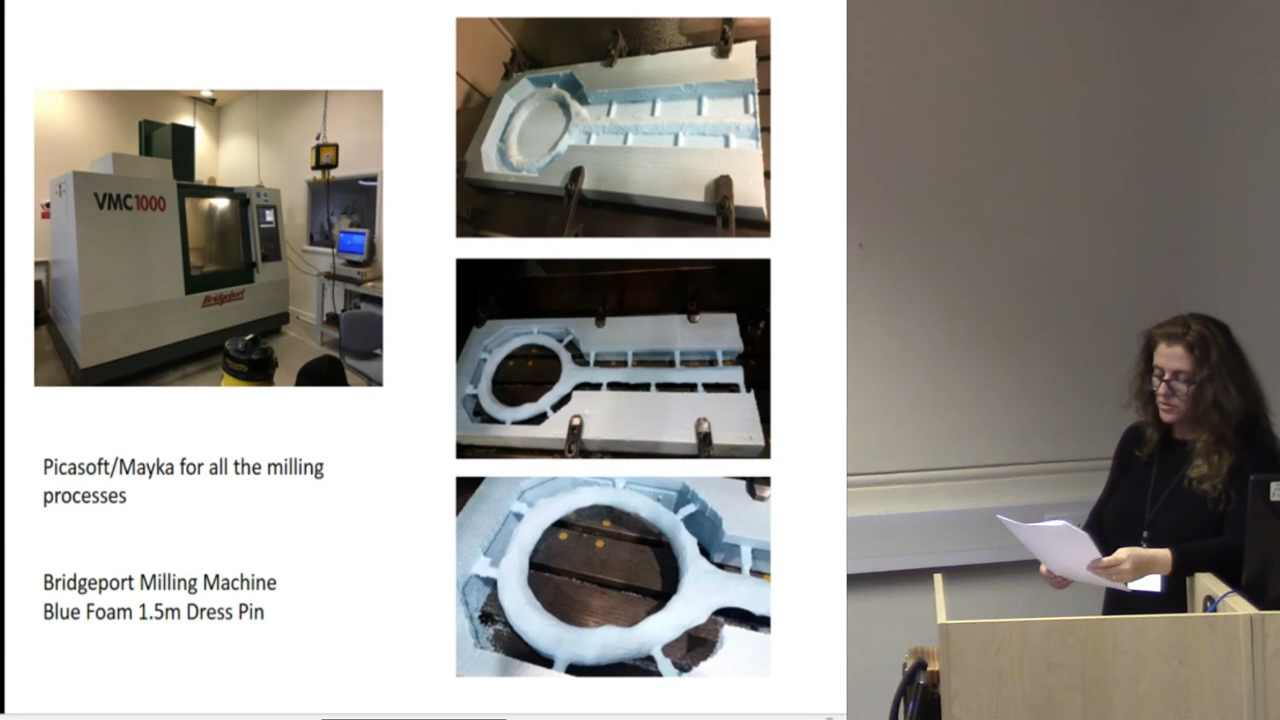 VMC1000
Bridgeport
Picasoft/Mayka for all the milling
processes
Bridgeport Milling Machine
Blue Foam 1.5m Dress Pin